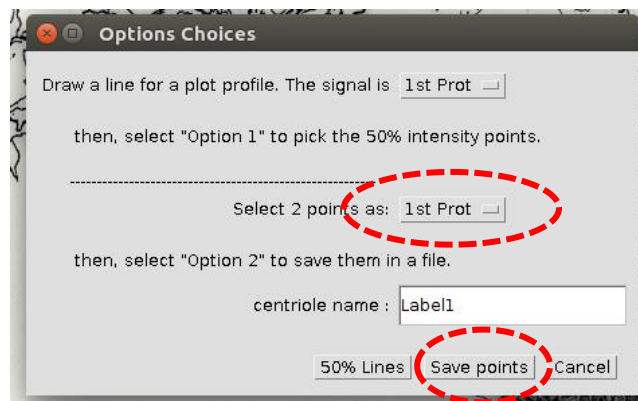 Options Choices
Draw a line for a plot profile. The signal is 1st Prot
then, select "Option 1" to pick the 50% intensity points.
--------------------------------------------------------------
Select 2 points as: 1st Prot
then, select "Option 2" to save them in a file.
centriole name : Label1
50% Lines Save points Cancel